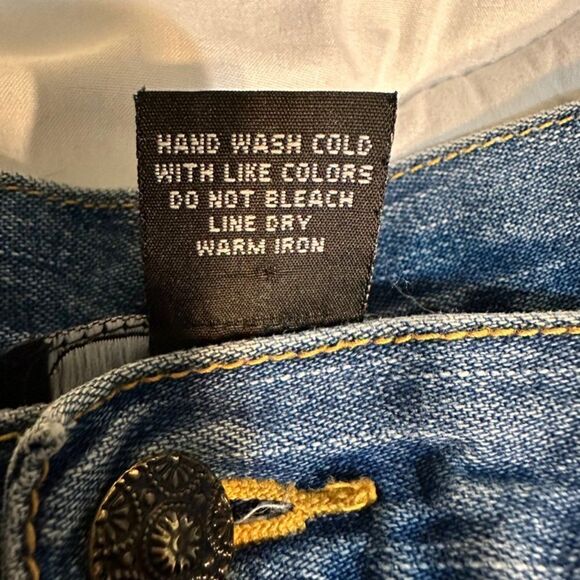 HAND WASH COLD
WITH LIKE COLORS
DO NOT BLEACH
LINE DRY
WARM IRON